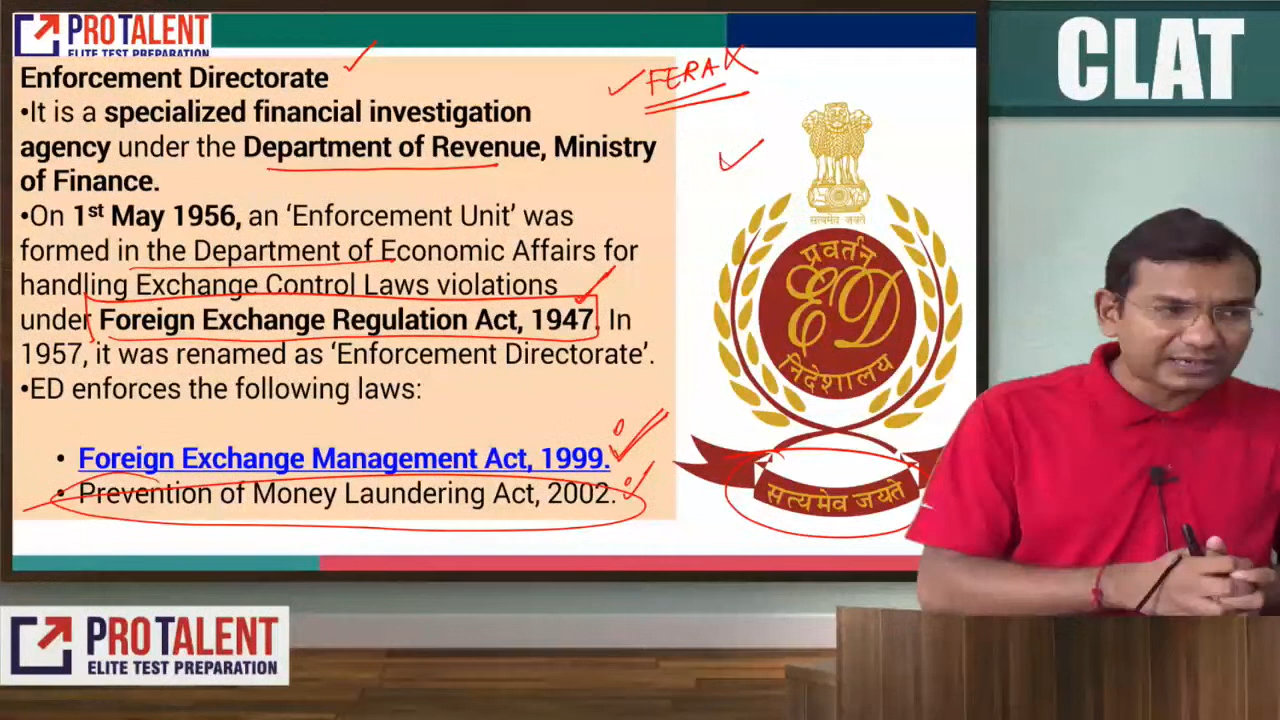 PROTALENT
ELITE TEST PREPARATION
CLAT
Enforcement Directorate
FERA
•It is a specialized financial investigation
agency under the Department of Revenue, Ministry
of Finance.
•On 1st May 1956, an ‘Enforcement Unit’ was
formed in the Department of Economic Affairs for
handling Exchange Control Laws violations
under Foreign Exchange Regulation Act, 1947. In
1957, it was renamed as ‘Enforcement Directorate’.
•ED enforces the following laws:
• Foreign Exchange Management Act, 1999.
• Prevention of Money Laundering Act, 2002.
सत्यमेव जयते
प्रवर्तन
ED
निदेशालय
सत्यमेव जयते
PROTALENT
ELITE TEST PREPARATION